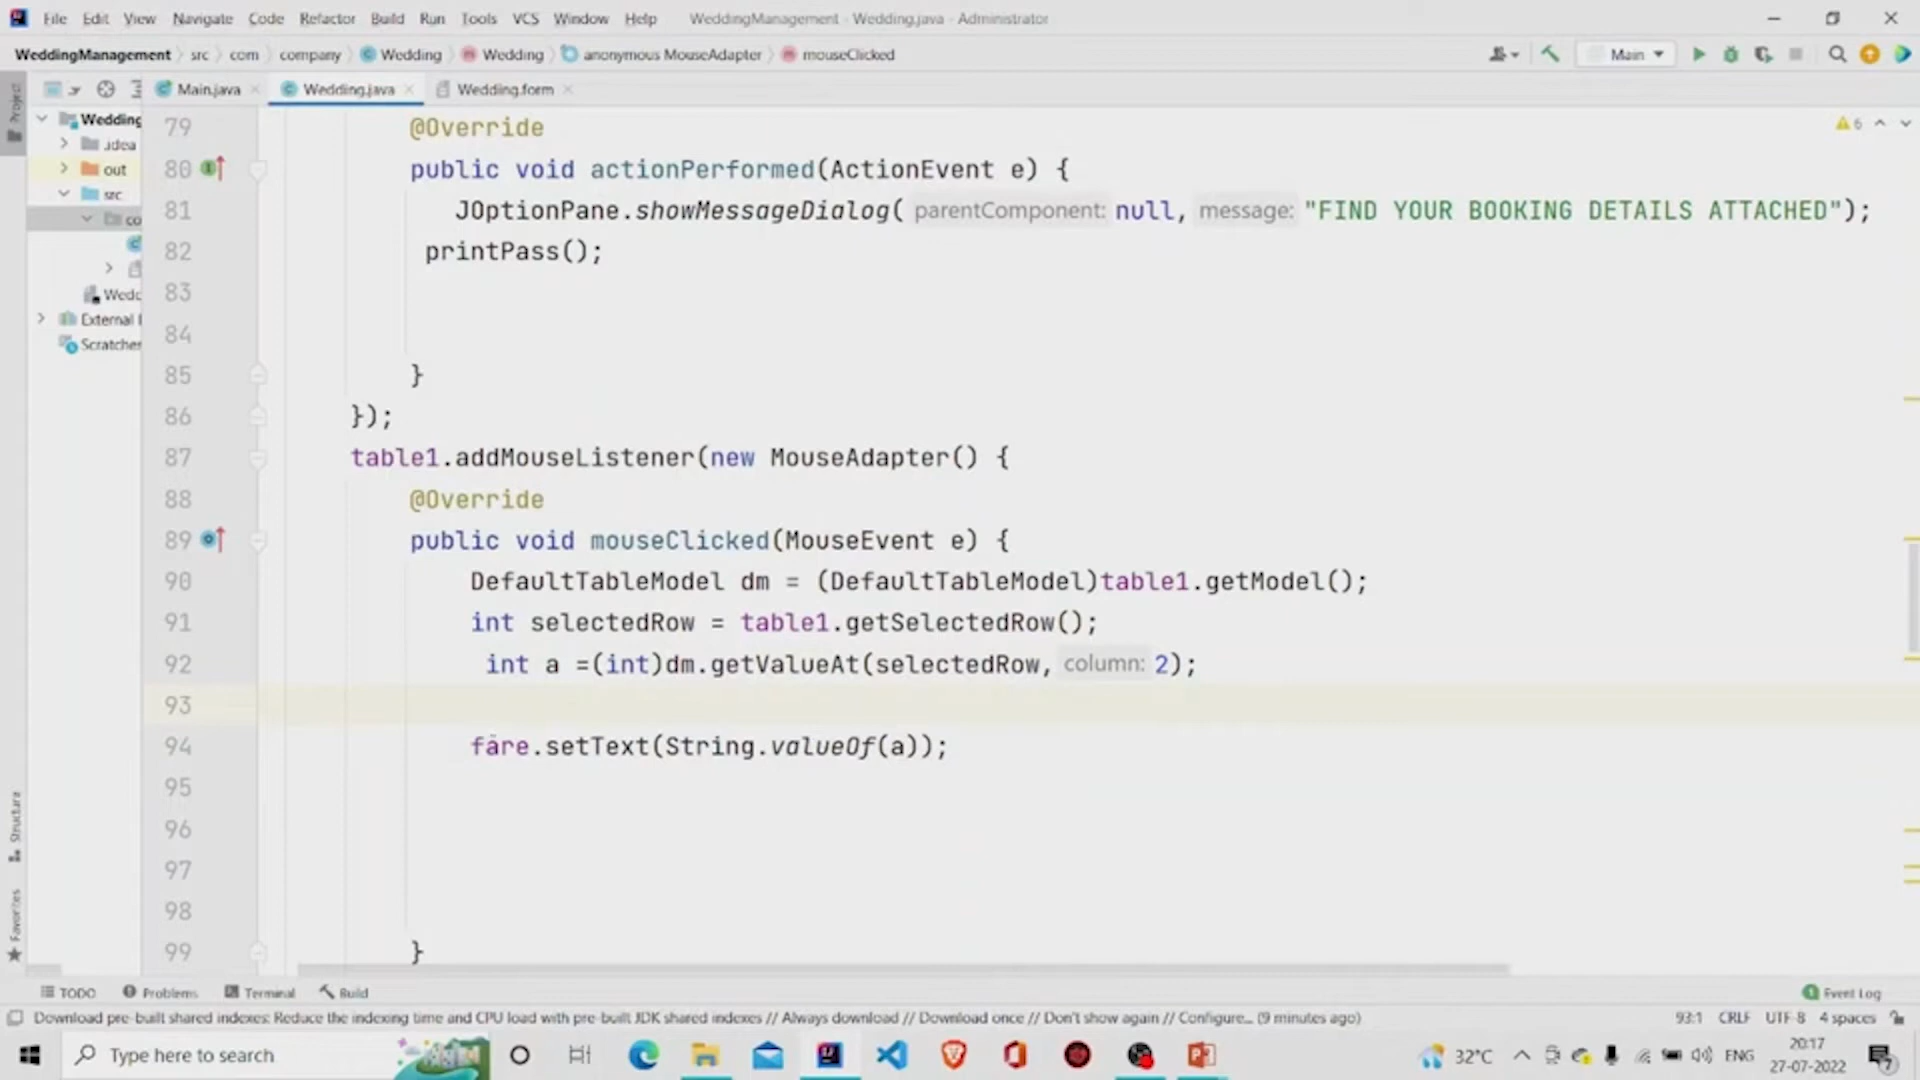 File Edit View Navigate Code Refactor Build Run Tools VCS Window Help WeddingManagement - Wedding.java - Administrator
WeddingManagement src com company Wedding Wedding anonymous MouseAdapter mouseClicked Main
Project
Main.java Wedding.java Wedding.form
Wedding
.idea
out
src
co
Wedd
External l
Scratches
Structure
Favorites
6
79 @Override
80 public void actionPerformed(ActionEvent e) {
81 JOptionPane.showMessageDialog( parentComponent: null, message: "FIND YOUR BOOKING DETAILS ATTACHED");
82 printPass();
83
84
85 }
86 });
87 table1.addMouseListener(new MouseAdapter() {
88 @Override
89 public void mouseClicked(MouseEvent e) {
90 DefaultTableModel dm = (DefaultTableModel)table1.getModel();
91 int selectedRow = table1.getSelectedRow();
92 int a =(int)dm.getValueAt(selectedRow, column: 2);
93
94 fare.setText(String.valueOf(a));
95
96
97
98
99 }
TODO Problems Terminal Build 1 Event Log
Download pre-built shared indexes: Reduce the indexing time and CPU load with pre-built JDK shared indexes // Always download // Download once // Don't show again // Configure... (9 minutes ago) 93:1 CRLF UTF-8 4 spaces
Type here to search 32°C ENG 20:17
27-07-2022
7